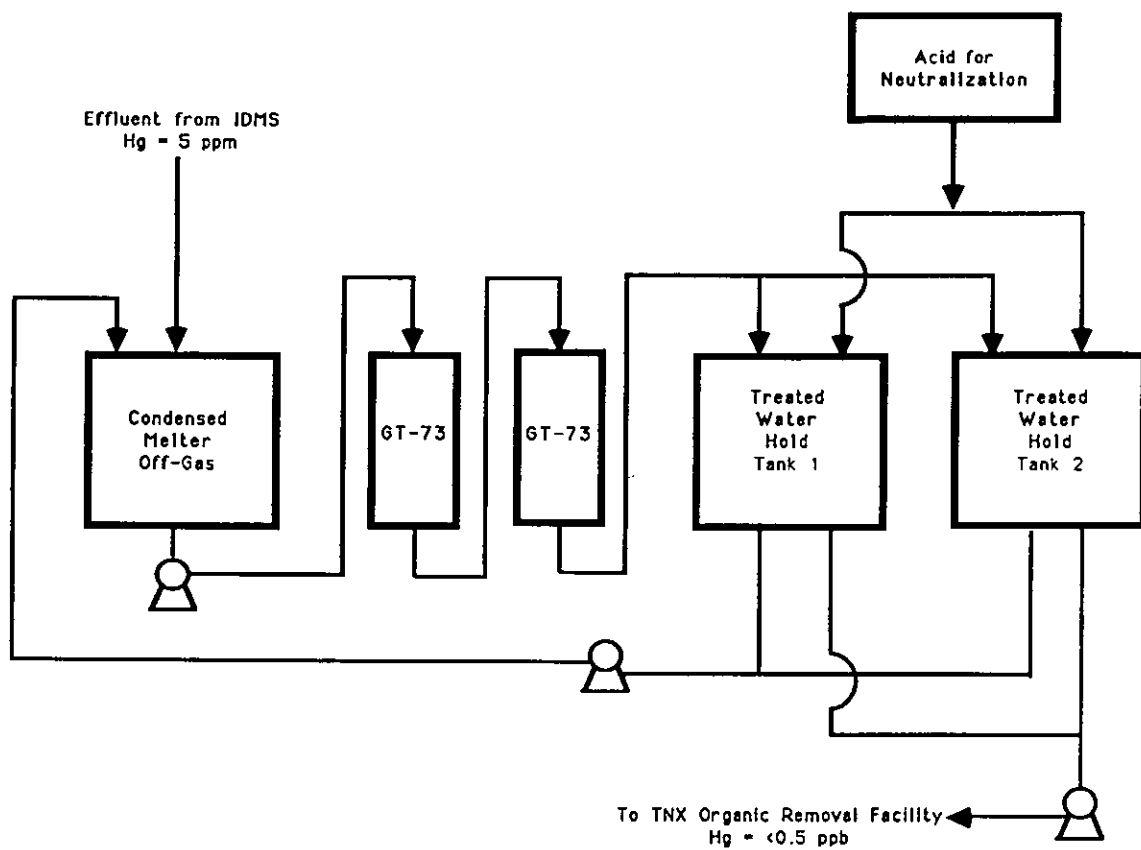 Acid for
Neutralization
Effluent from IDMS
Hg = 5 ppm
Condensed
Melter
Off-Gas
GT-73
GT-73
Treated
Water
Hold
Tank 1
Treated
Water
Hold
Tank 2
To TNX Organic Removal Facility
Hg = <0.5 ppb